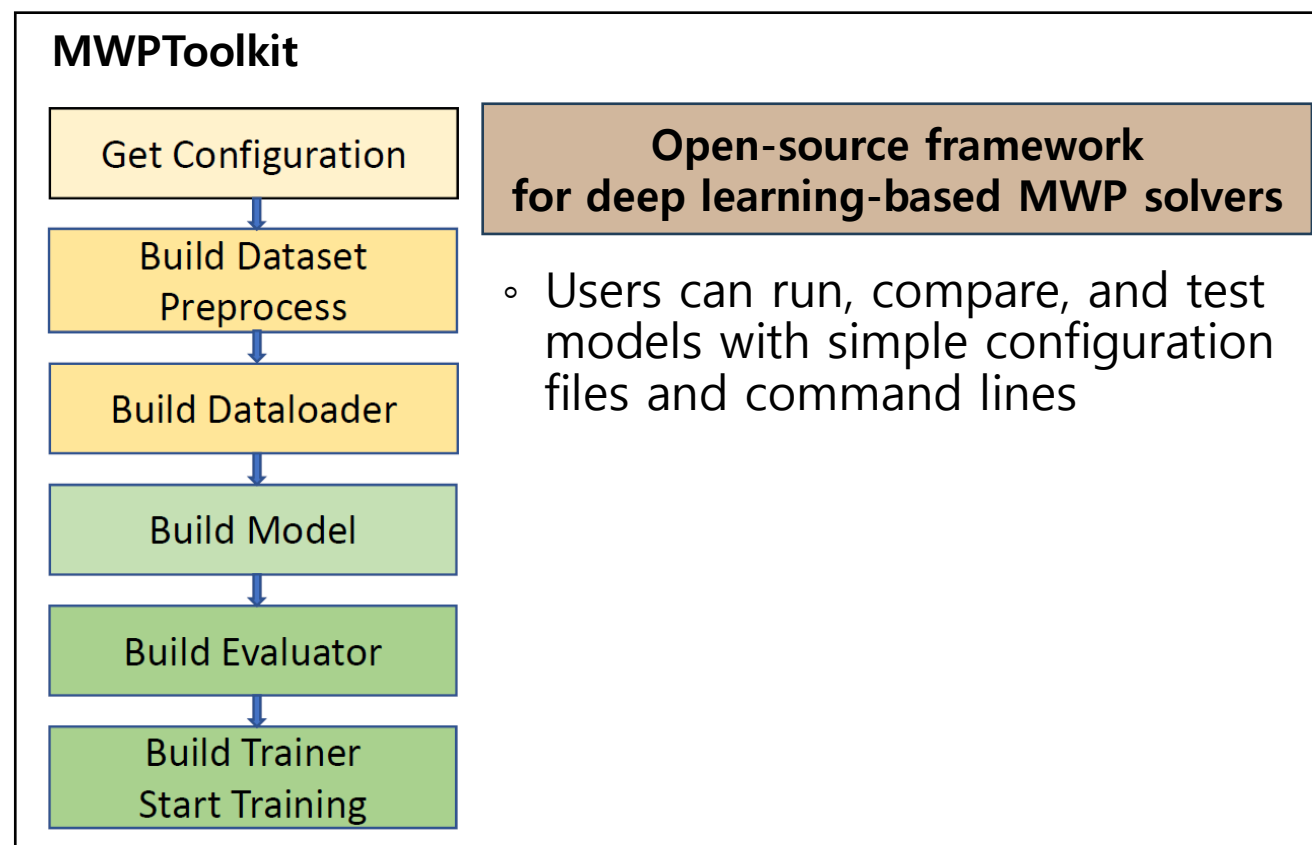 MWPToolkit
Get Configuration
Build Dataset
Preprocess
Build Dataloader
Build Model
Build Evaluator
Build Trainer
Start Training
Open-source framework
for deep learning-based MWP solvers
◦ Users can run, compare, and test
models with simple configuration
files and command lines